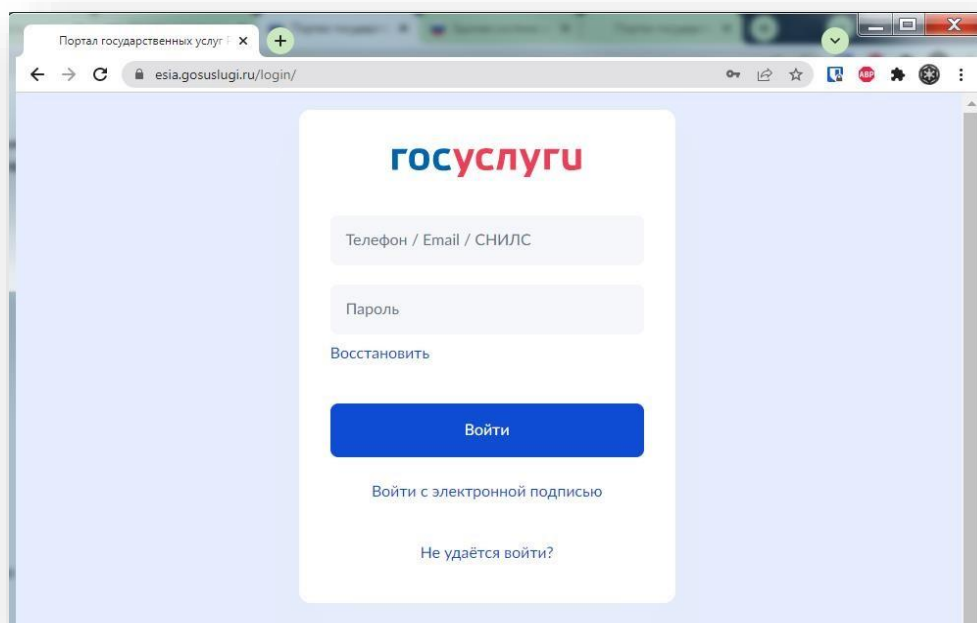 Портал государственных услуг
esia.gosuslugi.ru/login/
ABP
госуслуги
Телефон / Email / СНИЛС
Пароль
Восстановить
Войти
Войти с электронной подписью
Не удаётся войти?